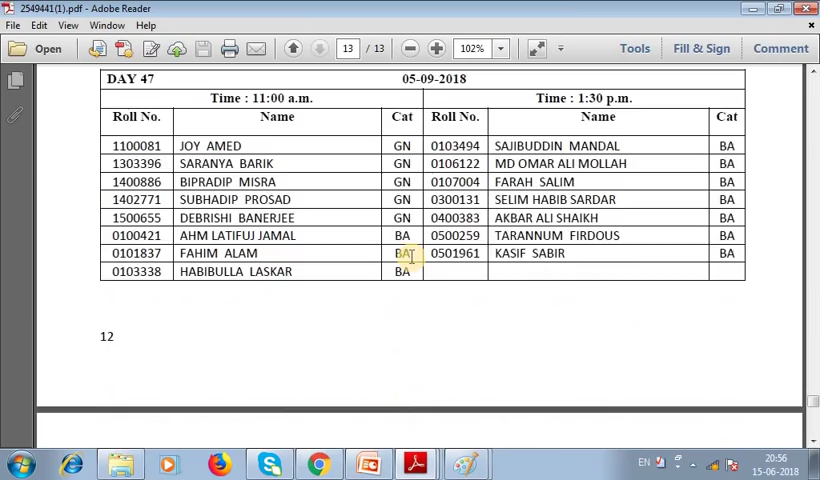 2549441(1).pdf - Adobe Reader
File Edit View Window Help
Open 13 / 13 102% Tools Fill & Sign Comment
DAY 47 05-09-2018
Time : 11:00 a.m. Time : 1:30 p.m.
Roll No. Name Cat Roll No. Name Cat
1100081 JOY AMED GN 0103494 SAJIBUDDIN MANDAL BA
1303396 SARANYA BARIK GN 0106122 MD OMAR ALI MOLLAH BA
1400886 BIPRADIP MISRA GN 0107004 FARAH SALIM BA
1402771 SUBHADIP PROSAD GN 0300131 SELIM HABIB SARDAR BA
1500655 DEBRISHI BANERJEE GN 0400383 AKBAR ALI SHAIKH BA
0100421 AHM LATIFUJ JAMAL BA 0500259 TARANNUM FIRDOUS BA
0101837 FAHIM ALAM BA 0501961 KASIF SABIR BA
0103338 HABIBULLA LASKAR BA
12
EN 20:56
15-06-2018